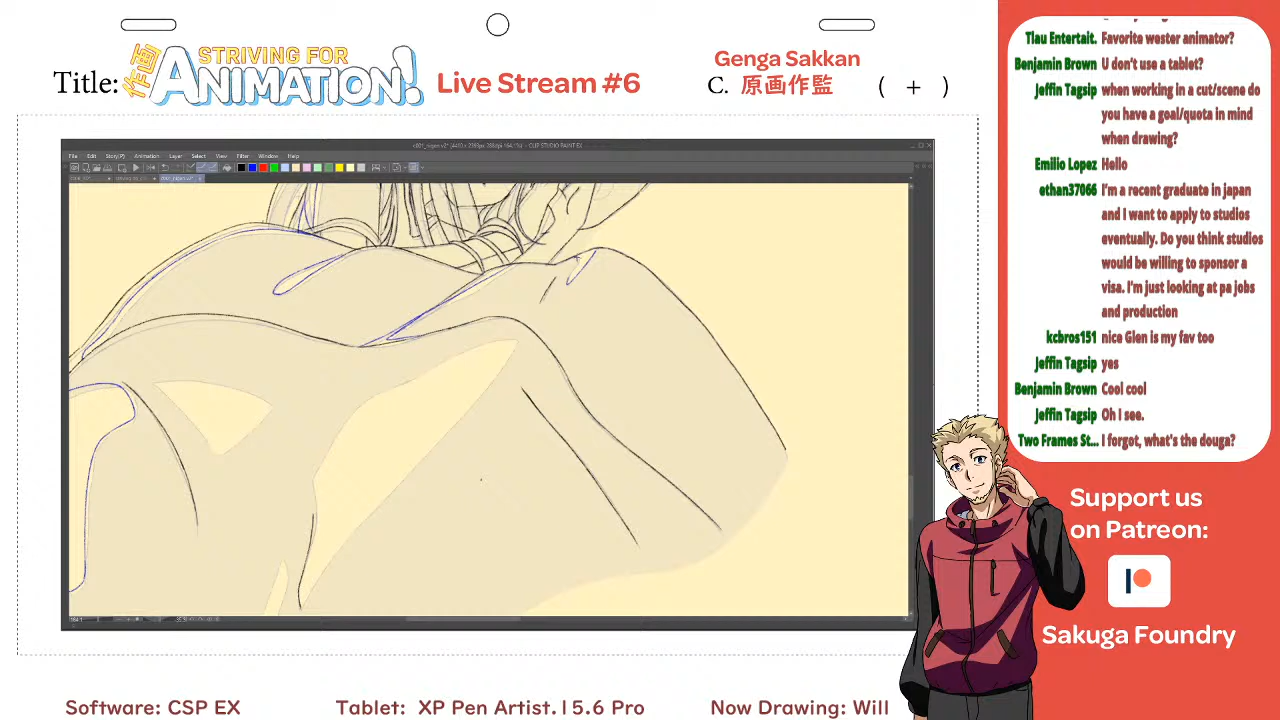 Title:
作画
STRIVING FOR
ANIMATION!
Live Stream #6
Genga Sakkan
C. 原画作監 ( + )
File Edit Story(P) Animation Layer Select View Filter Window Help
Tlau Entertait. Favorite wester animator?
Benjamin Brown U don't use a tablet?
Jeffin Tagsip when working in a cut/scene do
you have a goal/quota in mind
when drawing?
Emilio Lopez Hello
ethan37066 I'm a recent graduate in japan
and I want to apply to studios
eventually. Do you think studios
would be willing to sponsor a
visa. I'm just looking at pa jobs
and production
kcbros151 nice Glen is my fav too
Jeffin Tagsip yes
Benjamin Brown Cool cool
Jeffin Tagsip Oh I see.
Two Frames St... I forgot, what's the douga?
Support us
on Patreon:
Sakuga Foundry
Software: CSP EX
Tablet: XP Pen Artist.15.6 Pro
Now Drawing: Will